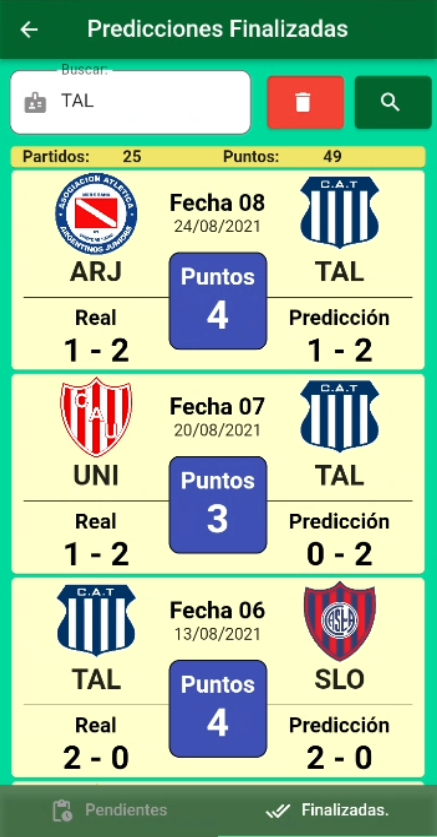 Predicciones Finalizadas
Buscar:
TAL
Partidos: 25 Puntos: 49
ASOCIACION ATLETICA
ARGENTINOS JUNIORS
Fecha 08
24/08/2021
C.A.T
ARJ
Puntos
4
TAL
Real
1 - 2
Predicción
1 - 2
CAU
Fecha 07
20/08/2021
C.A.T
UNI
Puntos
3
TAL
Real
1 - 2
Predicción
0 - 2
C.A.T
Fecha 06
13/08/2021
CASLA
TAL
Puntos
4
SLO
Real
2 - 0
Predicción
2 - 0
Pendientes
Finalizadas.